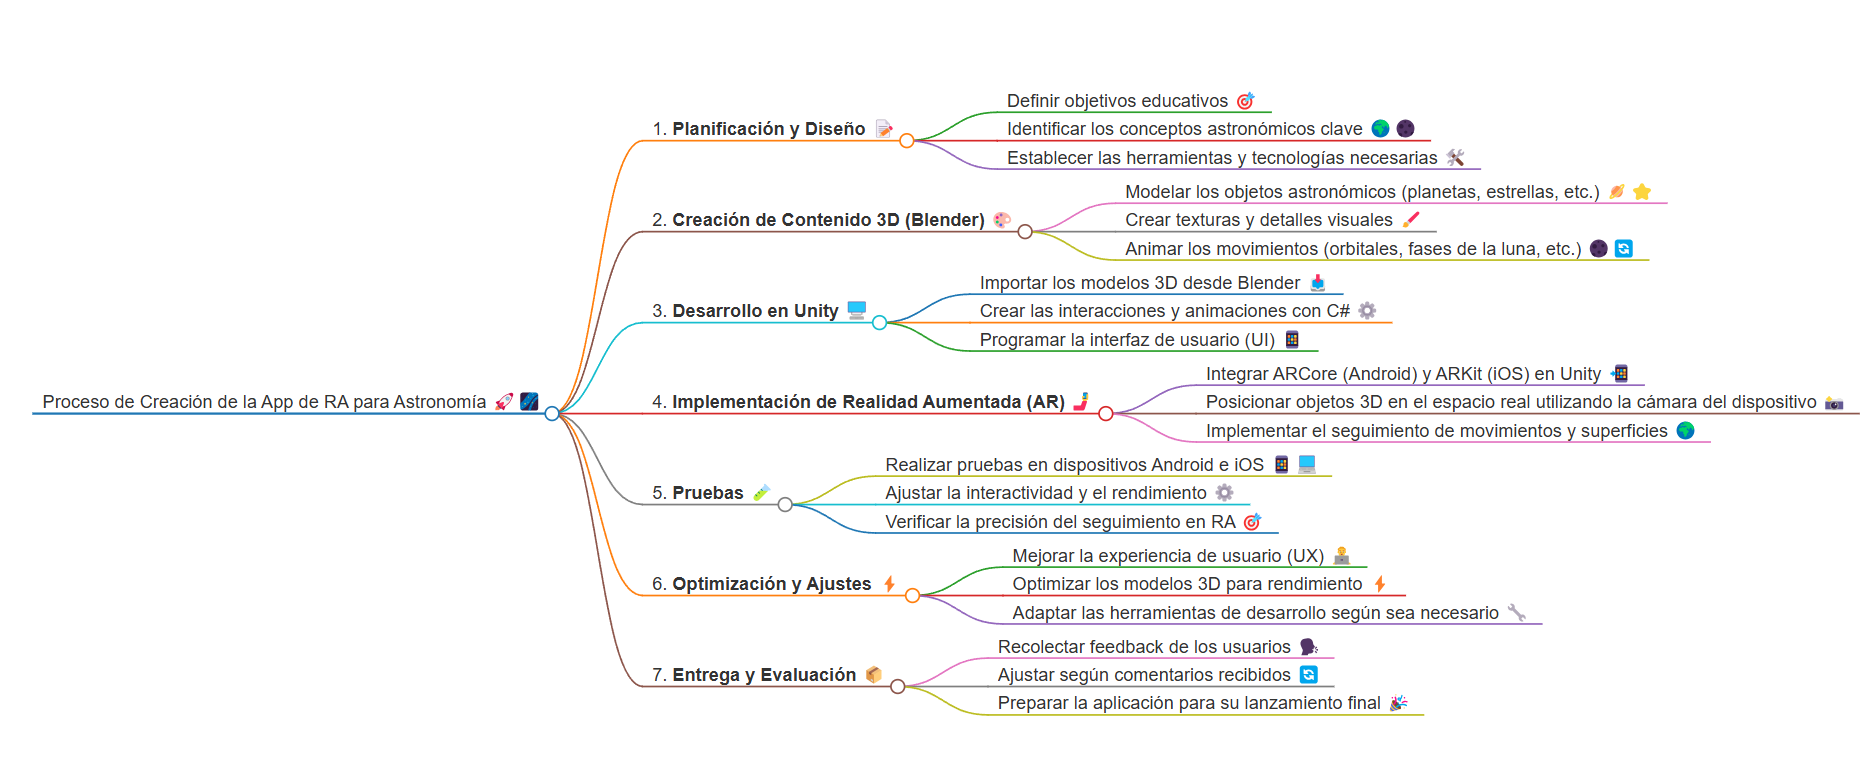 Proceso de Creación de la App de RA para Astronomía 🚀 🌌
1. Planificación y Diseño 📝
Definir objetivos educativos 🎯
Identificar los conceptos astronómicos clave 🌍 🌑
Establecer las herramientas y tecnologías necesarias 🛠️
2. Creación de Contenido 3D (Blender) 🎨
Modelar los objetos astronómicos (planetas, estrellas, etc.) 🪐 ⭐
Crear texturas y detalles visuales 🖌️
Animar los movimientos (orbitales, fases de la luna, etc.) 🌑 🔄
3. Desarrollo en Unity 🖥️
Importar los modelos 3D desde Blender 📥
Crear las interacciones y animaciones con C# ⚙️
Programar la interfaz de usuario (UI) 📱
4. Implementación de Realidad Aumentada (AR) 🤳
Integrar ARCore (Android) y ARKit (iOS) en Unity 📲
Posicionar objetos 3D en el espacio real utilizando la cámara del dispositivo 📸
Implementar el seguimiento de movimientos y superficies 🌍
5. Pruebas 🧪
Realizar pruebas en dispositivos Android e iOS 📱 💻
Ajustar la interactividad y el rendimiento ⚙️
Verificar la precisión del seguimiento en RA 🎯
6. Optimización y Ajustes ⚡
Mejorar la experiencia de usuario (UX) 🧑‍💻
Optimizar los modelos 3D para rendimiento ⚡
Adaptar las herramientas de desarrollo según sea necesario 🔧
7. Entrega y Evaluación 📦
Recolectar feedback de los usuarios 🗣️
Ajustar según comentarios recibidos 🔄
Preparar la aplicación para su lanzamiento final 🎉